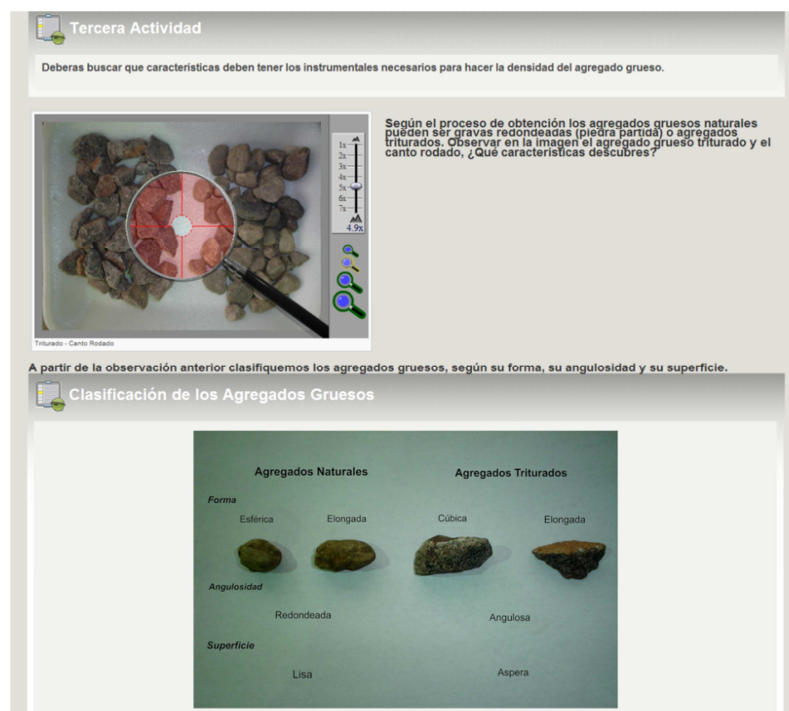 Tercera Actividad
Deberas buscar que características deben tener los instrumentales necesarios para hacer la densidad del agregado grueso.
Según el proceso de obtención los agregados gruesos naturales
pueden ser gravas redondeadas (piedra partida) o agregados
triturados. Observar en la imagen el agregado grueso triturado y el
canto rodado, ¿Qué características descubres?
1x
2x
3x
4x
5x
6x
7x
4.9x
Triturado - Canto Rodado
A partir de la observación anterior clasifiquemos los agregados gruesos, según su forma, su angulosidad y su superficie.
Clasificación de los Agregados Gruesos
Agregados Naturales Agregados Triturados
Forma
Esférica Elongada Cúbica Elongada
Angulosidad
Redondeada Angulosa
Superficie
Lisa Aspera